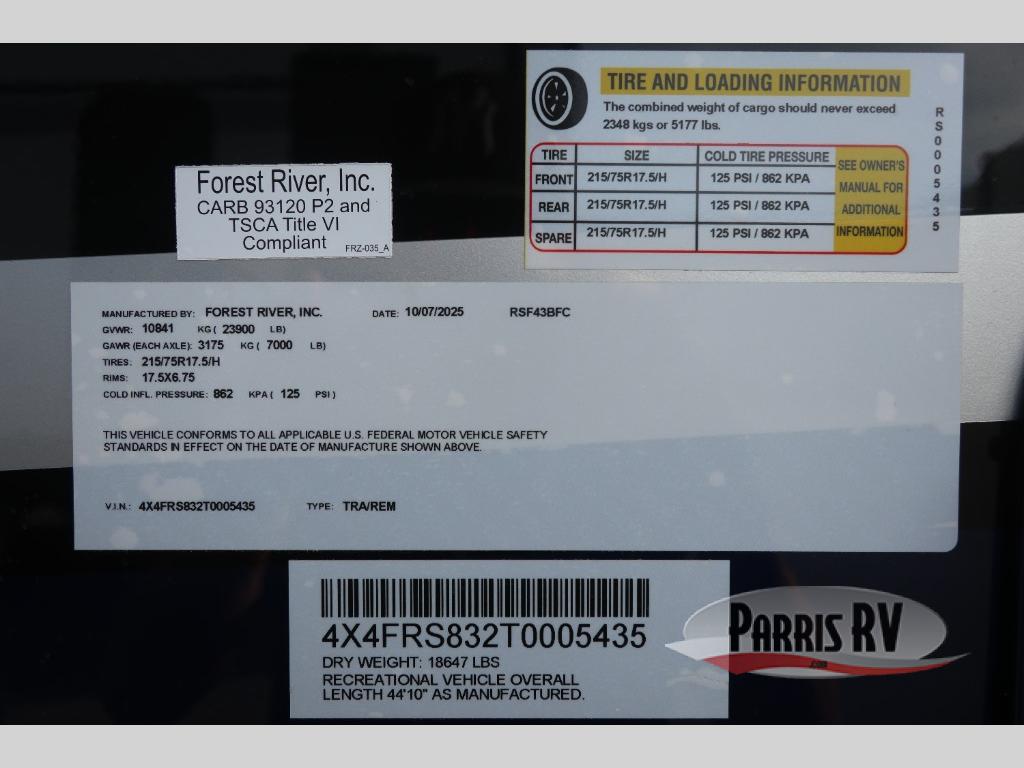 TIRE AND LOADING INFORMATION
The combined weight of cargo should never exceed
2348 kgs or 5177 lbs.
TIRE SIZE COLD TIRE PRESSURE
FRONT 215/75R17.5/H 125 PSI / 862 KPA
REAR 215/75R17.5/H 125 PSI / 862 KPA
SPARE 215/75R17.5/H 125 PSI / 862 KPA
SEE OWNER'S
MANUAL FOR
ADDITIONAL
INFORMATION
RS0005435
Forest River, Inc.
CARB 93120 P2 and
TSCA Title VI
Compliant
FRZ-035_A
MANUFACTURED BY: FOREST RIVER, INC. DATE: 10/07/2025 RSF43BFC
GVWR: 10841 KG ( 23900 LB)
GAWR (EACH AXLE): 3175 KG ( 7000 LB)
TIRES: 215/75R17.5/H
RIMS: 17.5X6.75
COLD INFL. PRESSURE: 862 KPA ( 125 PSI )
THIS VEHICLE CONFORMS TO ALL APPLICABLE U.S. FEDERAL MOTOR VEHICLE SAFETY
STANDARDS IN EFFECT ON THE DATE OF MANUFACTURE SHOWN ABOVE.
V.I.N.: 4X4FRS832T0005435 TYPE: TRA/REM
4X4FRS832T0005435
DRY WEIGHT: 18647 LBS
RECREATIONAL VEHICLE OVERALL
LENGTH 44'10" AS MANUFACTURED.
PARRIS RV
.com